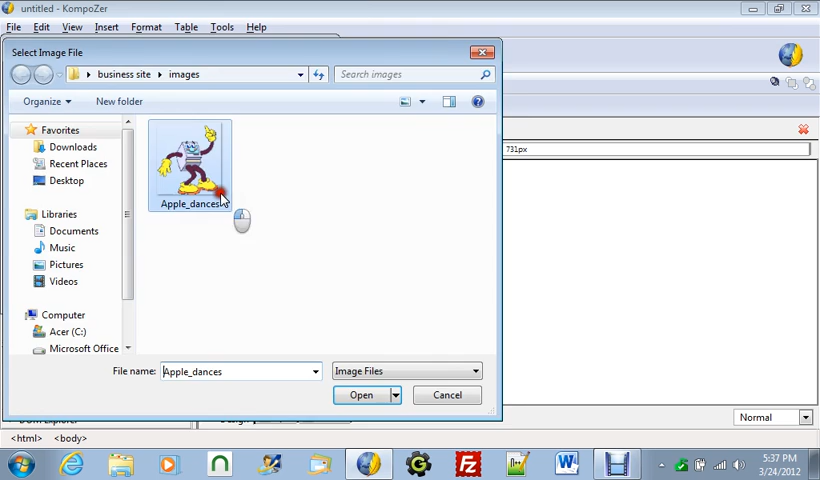 untitled - KompoZer
File Edit View Insert Format Table Tools Help
Select Image File
business site images
Search images
Organize New folder
Favorites
Downloads
Recent Places
Desktop
Libraries
Documents
Music
Pictures
Videos
Computer
Acer (C:)
Microsoft Office
Apple_dances
731px
File name: Apple_dances
Image Files
Open Cancel
Normal
<html> <body>
5:37 PM
3/24/2012